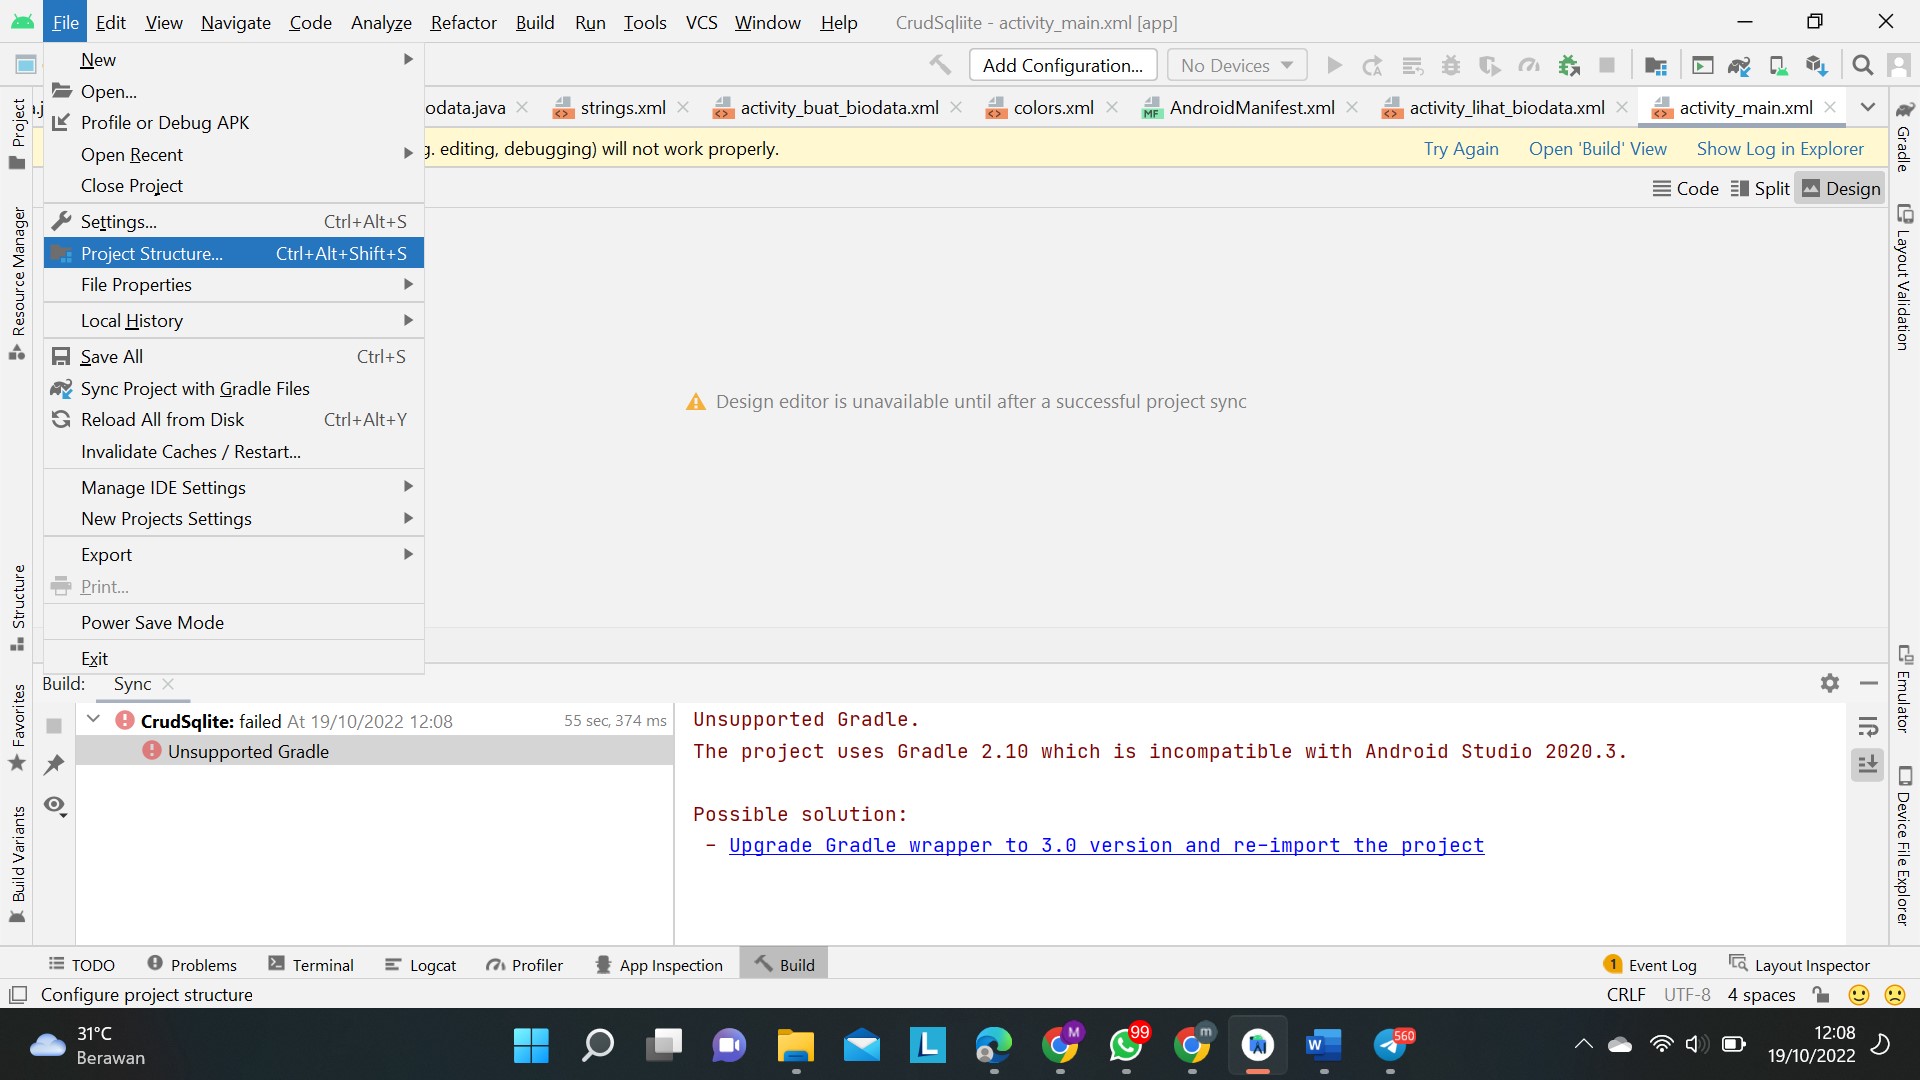 File Edit View Navigate Code Analyze Refactor Build Run Tools VCS Window Help CrudSqliite - activity_main.xml [app]
Add Configuration... No Devices
odata.java strings.xml activity_buat_biodata.xml colors.xml AndroidManifest.xml activity_lihat_biodata.xml activity_main.xml
g. editing, debugging) will not work properly. Try Again Open 'Build' View Show Log in Explorer
Code Split Design
New
Open...
Profile or Debug APK
Open Recent
Close Project
Settings... Ctrl+Alt+S
Project Structure... Ctrl+Alt+Shift+S
File Properties
Local History
Save All Ctrl+S
Sync Project with Gradle Files
Reload All from Disk Ctrl+Alt+Y
Invalidate Caches / Restart...
Manage IDE Settings
New Projects Settings
Export
Print...
Power Save Mode
Exit
Design editor is unavailable until after a successful project sync
Project
Resource Manager
Structure
Favorites
Build Variants
Gradle
Layout Validation
Emulator
Device File Explorer
Build: Sync
CrudSqlite: failed At 19/10/2022 12:08 55 sec, 374 ms
Unsupported Gradle
Unsupported Gradle.
The project uses Gradle 2.10 which is incompatible with Android Studio 2020.3.
Possible solution:
- Upgrade Gradle wrapper to 3.0 version and re-import the project
TODO Problems Terminal Logcat Profiler App Inspection Build 1 Event Log Layout Inspector
Configure project structure CRLF UTF-8 4 spaces
31°C
Berawan
L
M
99
m
W
560
12:08
19/10/2022